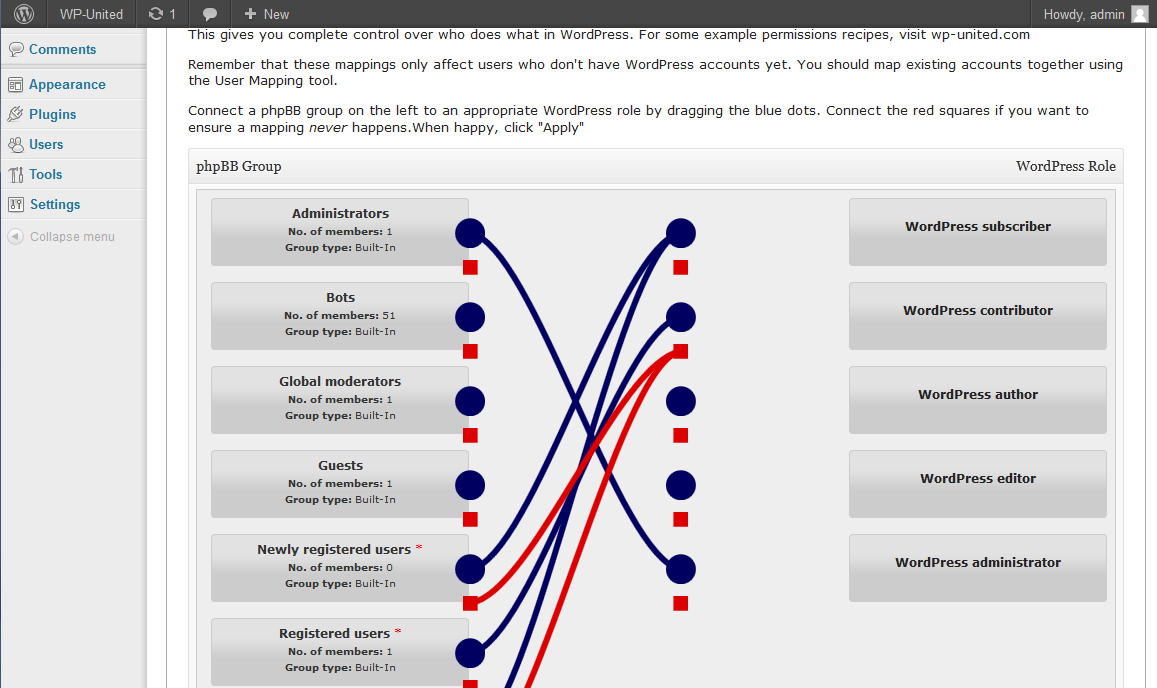 WP-United 1 New Howdy, admin
Comments
Appearance
Plugins
Users
Tools
Settings
Collapse menu
This gives you complete control over who does what in WordPress. For some example permissions recipes, visit wp-united.com
Remember that these mappings only affect users who don't have WordPress accounts yet. You should map existing accounts together using
the User Mapping tool.
Connect a phpBB group on the left to an appropriate WordPress role by dragging the blue dots. Connect the red squares if you want to
ensure a mapping never happens.When happy, click "Apply"
phpBB Group WordPress Role
Administrators
No. of members: 1
Group type: Built-In
WordPress subscriber
Bots
No. of members: 51
Group type: Built-In
WordPress contributor
Global moderators
No. of members: 1
Group type: Built-In
WordPress author
Guests
No. of members: 1
Group type: Built-In
WordPress editor
Newly registered users *
No. of members: 0
Group type: Built-In
WordPress administrator
Registered users *
No. of members: 1
Group type: Built-In